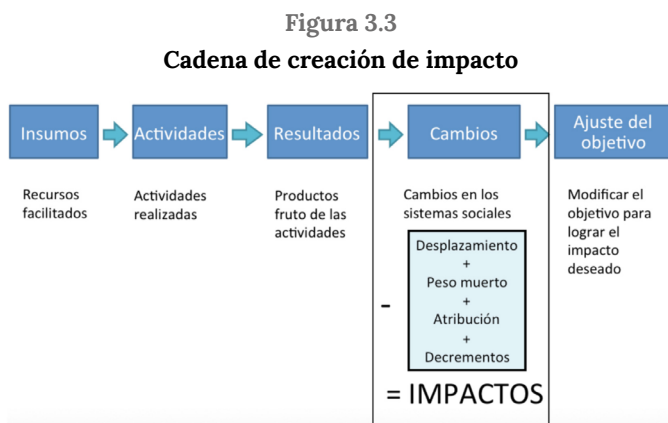 Figura 3.3
Cadena de creación de impacto
Insumos
Actividades
Resultados
Cambios
Ajuste del
objetivo
Recursos
facilitados
Actividades
realizadas
Productos
fruto de las
actividades
Cambios en los
sistemas sociales
-
Desplazamiento
+
Peso muerto
+
Atribución
+
Decrementos
= IMPACTOS
Modificar el
objetivo para
lograr el
impacto
deseado